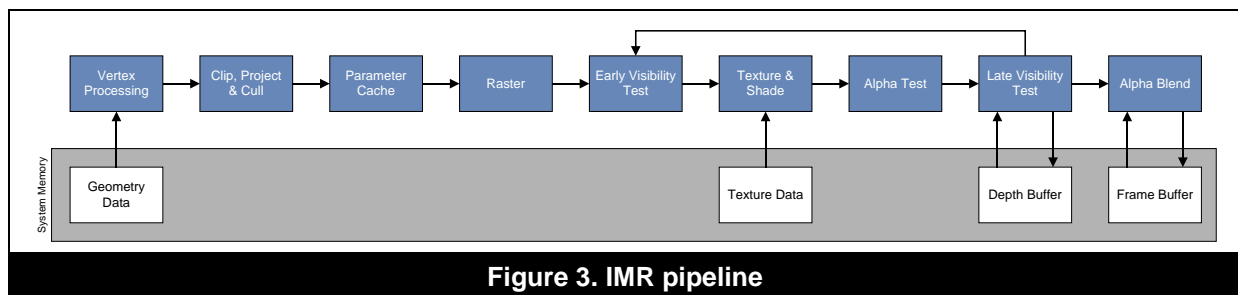 Vertex
Processing
Clip, Project
& Cull
Parameter
Cache
Raster
Early Visibility
Test
Texture &
Shade
Alpha Test
Late Visibility
Test
Alpha Blend
System Memory
Geometry
Data
Texture Data
Depth Buffer
Frame Buffer
Figure 3. IMR pipeline